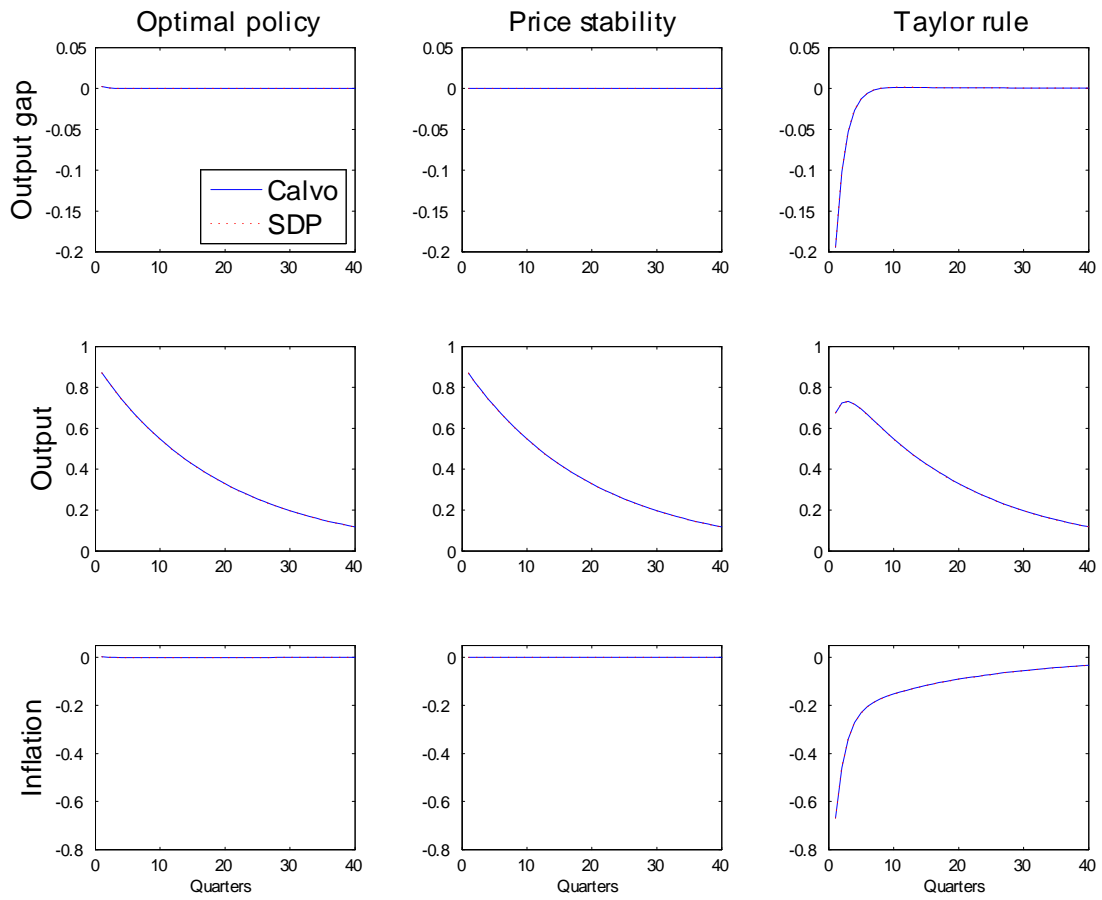 Optimal policy
Price stability
Taylor rule
Output gap
0.05
0
-0.05
-0.1
-0.15
-0.2
0 10 20 30 40
Calvo
SDP
0.05
0
-0.05
-0.1
-0.15
-0.2
0 10 20 30 40
0.05
0
-0.05
-0.1
-0.15
-0.2
0 10 20 30 40
Output
1
0.8
0.6
0.4
0.2
0
0 10 20 30 40
1
0.8
0.6
0.4
0.2
0
0 10 20 30 40
1
0.8
0.6
0.4
0.2
0
0 10 20 30 40
Inflation
0
-0.2
-0.4
-0.6
-0.8
0 10 20 30 40
Quarters
0
-0.2
-0.4
-0.6
-0.8
0 10 20 30 40
Quarters
0
-0.2
-0.4
-0.6
-0.8
0 10 20 30 40
Quarters